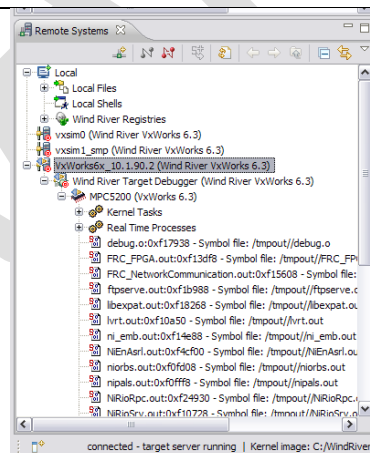 Remote Systems
Local
Local Files
Local Shells
Wind River Registries
vxsim0 (Wind River VxWorks 6.3)
vxsim1_smp (Wind River VxWorks 6.3)
VxWorks6x_10.1.90.2 (Wind River VxWorks 6.3)
Wind River Target Debugger (Wind River VxWorks 6.3)
MPC5200 (VxWorks 6.3)
Kernel Tasks
Real Time Processes
debug.o:0xf17938 - Symbol file: /tmpout//debug.o
FRC_FPGA.out:0xf13df8 - Symbol file: /tmpout//FRC_FP
FRC_NetworkCommunication.out:0xf15608 - Symbol file:
ftpserve.out:0xf1b988 - Symbol file: /tmpout//ftpserve.c
libexpat.out:0xf18268 - Symbol file: /tmpout//libexpat.ou
lvrt.out:0xf10a50 - Symbol file: /tmpout//lvrt.out
ni_emb.out:0xf14e88 - Symbol file: /tmpout//ni_emb.out
NiEnAsrl.out:0xf4cf00 - Symbol file: /tmpout//NiEnAsrl.ou
niorbs.out:0xf0fd08 - Symbol file: /tmpout//niorbs.out
nipals.out:0xf0fff8 - Symbol file: /tmpout//nipals.out
NiRioRpc.out:0xf24930 - Symbol file: /tmpout//NiRioRpc.
NiRioSrv.out:0xf10728 - Symbol file: /tmpout//NiRioSrv.o
connected - target server running | Kernel image: C:/WindRiver